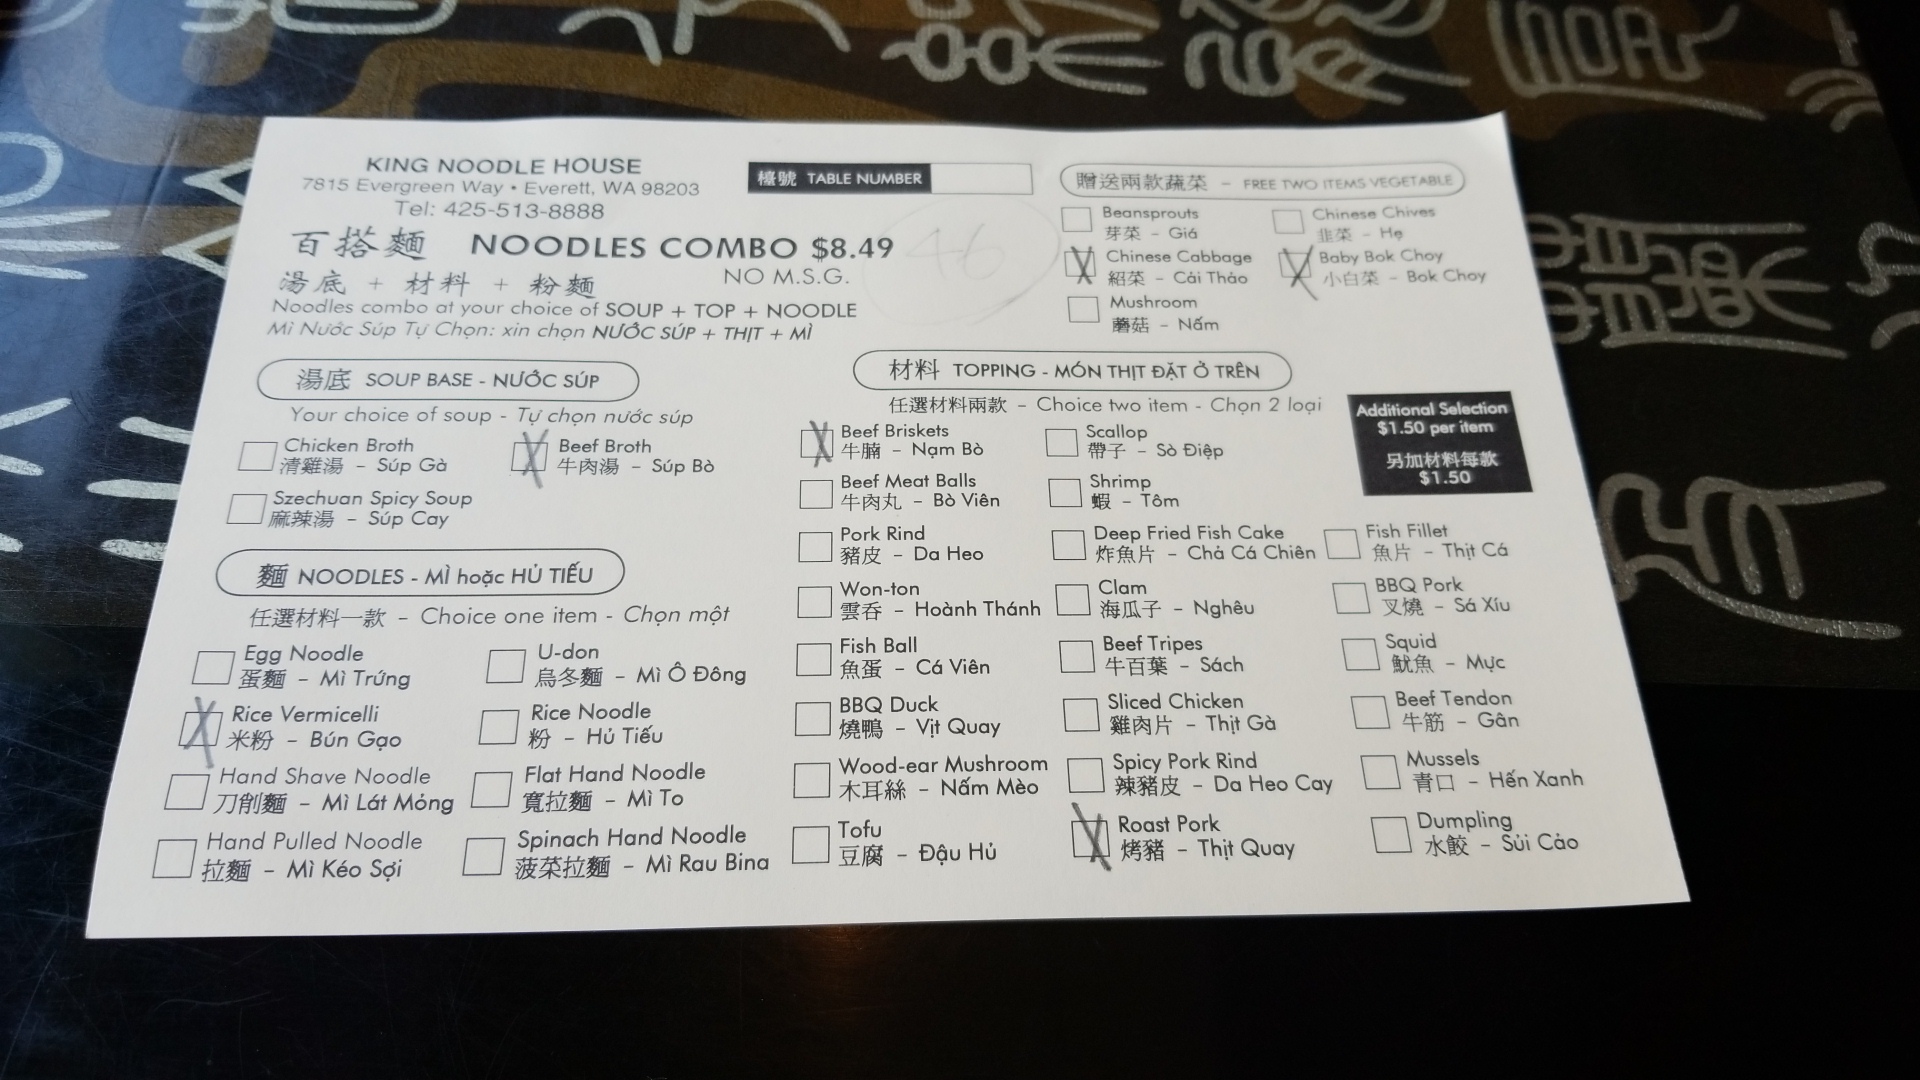 KING NOODLE HOUSE
7815 Evergreen Way • Everett, WA 98203
Tel: 425-513-8888
百搭麵 NOODLES COMBO $8.49
NO M.S.G.
湯底 + 材料 + 粉麵
Noodles combo at your choice of SOUP + TOP + NOODLE
Mì Nước Súp Tự Chọn: xin chọn NƯỚC SÚP + THỊT + MÌ
檯號 TABLE NUMBER
46
贈送兩款蔬菜 - FREE TWO ITEMS VEGETABLE
Beansprouts
芽菜 - Giá
Chinese Chives
韭菜 - Hẹ
Chinese Cabbage
紹菜 - Cải Thảo
Baby Bok Choy
小白菜 - Bok Choy
Mushroom
蘑菇 - Nấm
湯底 SOUP BASE - NƯỚC SÚP
Your choice of soup - Tự chọn nước súp
Chicken Broth
清雞湯 - Súp Gà
Beef Broth
牛肉湯 - Súp Bò
Szechuan Spicy Soup
麻辣湯 - Súp Cay
麵 NOODLES - MÌ hoặc HỦ TIẾU
任選材料一款 - Choice one item - Chọn một
Egg Noodle
蛋麵 - Mì Trứng
U-don
烏冬麵 - Mì Ô Đông
Rice Vermicelli
米粉 - Bún Gạo
Rice Noodle
粉 - Hủ Tiếu
Hand Shave Noodle
刀削麵 - Mì Lát Mỏng
Flat Hand Noodle
寬拉麵 - Mì To
Hand Pulled Noodle
拉麵 - Mì Kéo Sợi
Spinach Hand Noodle
菠菜拉麵 - Mì Rau Bina
材料 TOPPING - MÓN THỊT ĐẶT Ở TRÊN
任選材料兩款 - Choice two item - Chọn 2 loại
Additional Selection
$1.50 per item
另加材料每款
$1.50
Beef Briskets
牛腩 - Nạm Bò
Scallop
帶子 - Sò Điệp
Beef Meat Balls
牛肉丸 - Bò Viên
Shrimp
蝦 - Tôm
Pork Rind
豬皮 - Da Heo
Deep Fried Fish Cake
炸魚片 - Chả Cá Chiên
Fish Fillet
魚片 - Thịt Cá
Won-ton
雲吞 - Hoành Thánh
Clam
海瓜子 - Nghêu
BBQ Pork
叉燒 - Sá Xíu
Fish Ball
魚蛋 - Cá Viên
Beef Tripes
牛百葉 - Sách
Squid
魷魚 - Mực
BBQ Duck
燒鴨 - Vịt Quay
Sliced Chicken
雞肉片 - Thịt Gà
Beef Tendon
牛筋 - Gân
Wood-ear Mushroom
木耳絲 - Nấm Mèo
Spicy Pork Rind
辣豬皮 - Da Heo Cay
Mussels
青口 - Hến Xanh
Tofu
豆腐 - Đậu Hủ
Roast Pork
烤豬 - Thịt Quay
Dumpling
水餃 - Sủi Cảo